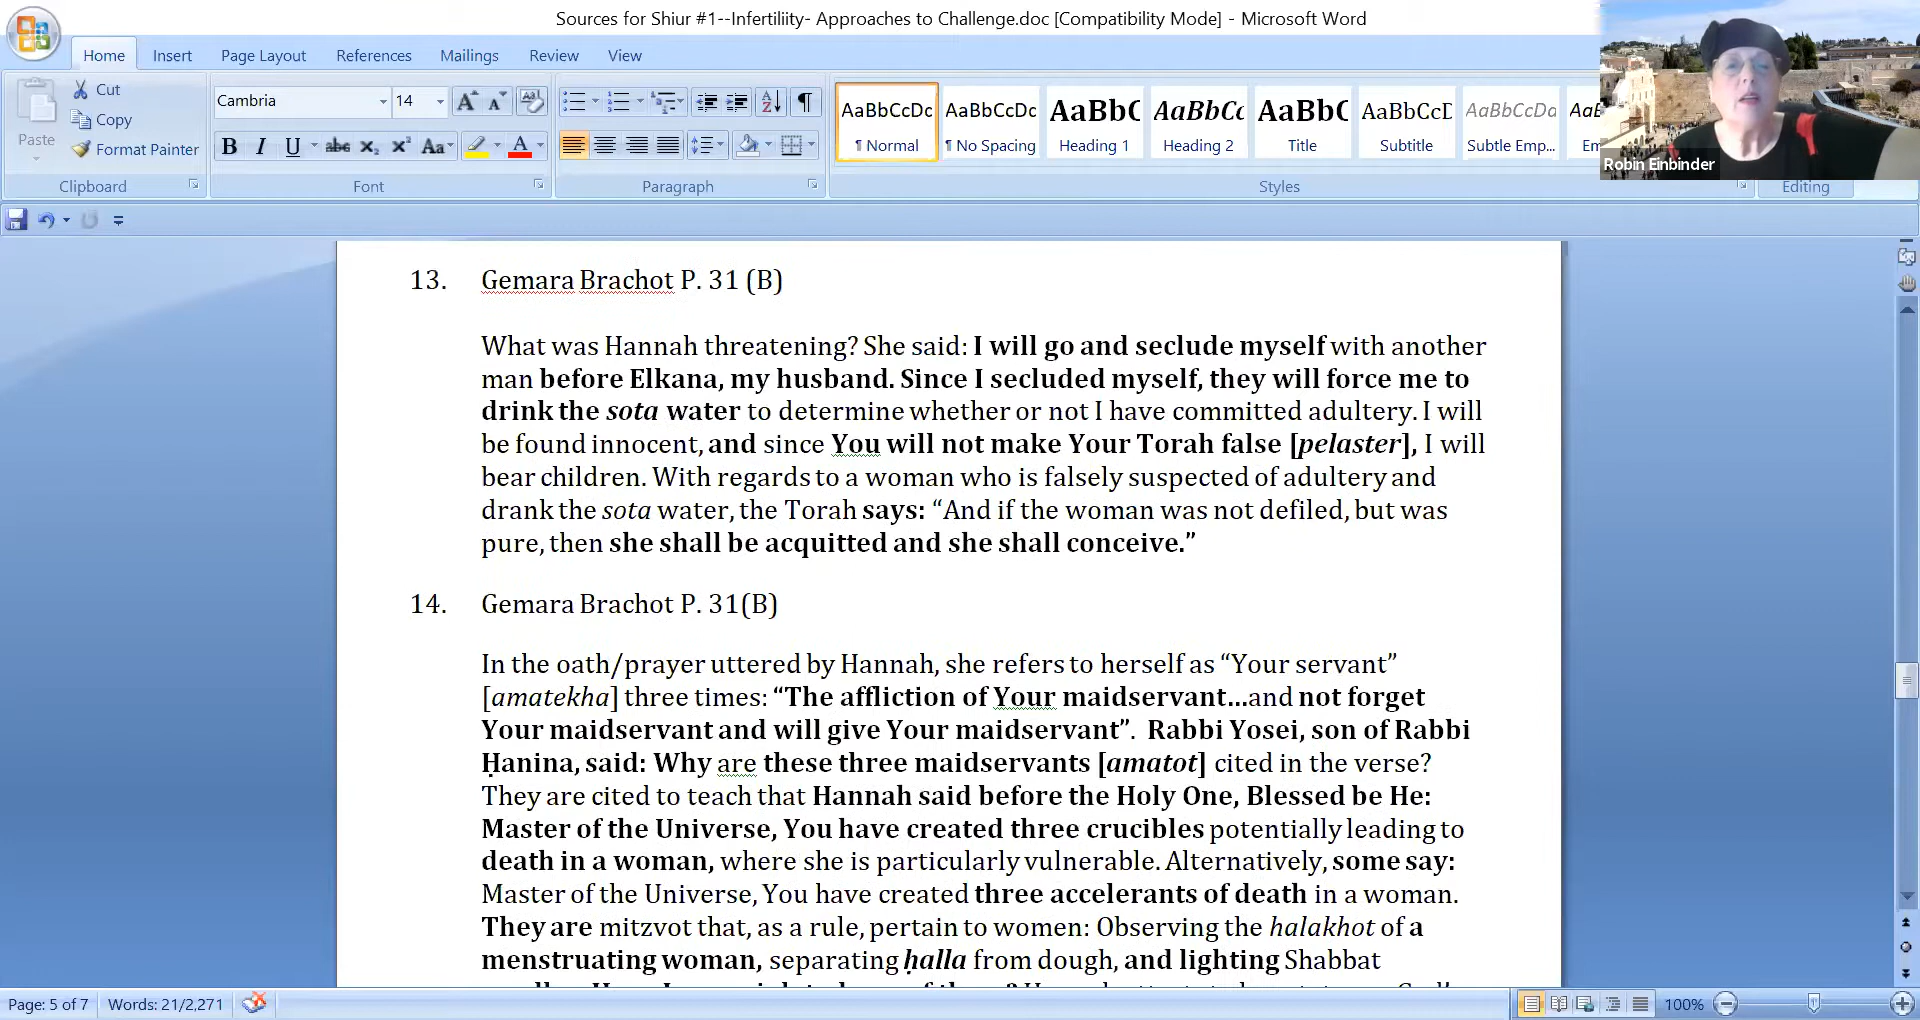 Sources for Shiur #1--Infertiliity- Approaches to Challenge.doc [Compatibility Mode] - Microsoft Word
Home Insert Page Layout References Mailings Review View
Cut
Copy
Format Painter
Paste
Clipboard
Cambria 14
Font
Paragraph
AaBbCcDc AaBbCcDc AaBbC AaBbCc AaBbC AaBbCcD AaBbCcDa
¶ Normal ¶ No Spacing Heading 1 Heading 2 Title Subtitle Subtle Emp...
Styles
Editing
Robin Einbinder
13. Gemara Brachot P. 31 (B)
What was Hannah threatening? She said: I will go and seclude myself with another
man before Elkana, my husband. Since I secluded myself, they will force me to
drink the sota water to determine whether or not I have committed adultery. I will
be found innocent, and since You will not make Your Torah false [pelaster], I will
bear children. With regards to a woman who is falsely suspected of adultery and
drank the sota water, the Torah says: “And if the woman was not defiled, but was
pure, then she shall be acquitted and she shall conceive.”
14. Gemara Brachot P. 31(B)
In the oath/prayer uttered by Hannah, she refers to herself as “Your servant”
[amatekha] three times: “The affliction of Your maidservant...and not forget
Your maidservant and will give Your maidservant”. Rabbi Yosei, son of Rabbi
Ḥanina, said: Why are these three maidservants [amatot] cited in the verse?
They are cited to teach that Hannah said before the Holy One, Blessed be He:
Master of the Universe, You have created three crucibles potentially leading to
death in a woman, where she is particularly vulnerable. Alternatively, some say:
Master of the Universe, You have created three accelerants of death in a woman.
They are mitzvot that, as a rule, pertain to women: Observing the halakhot of a
menstruating woman, separating ḥalla from dough, and lighting Shabbat
Page: 5 of 7 Words: 21/2,271 100%